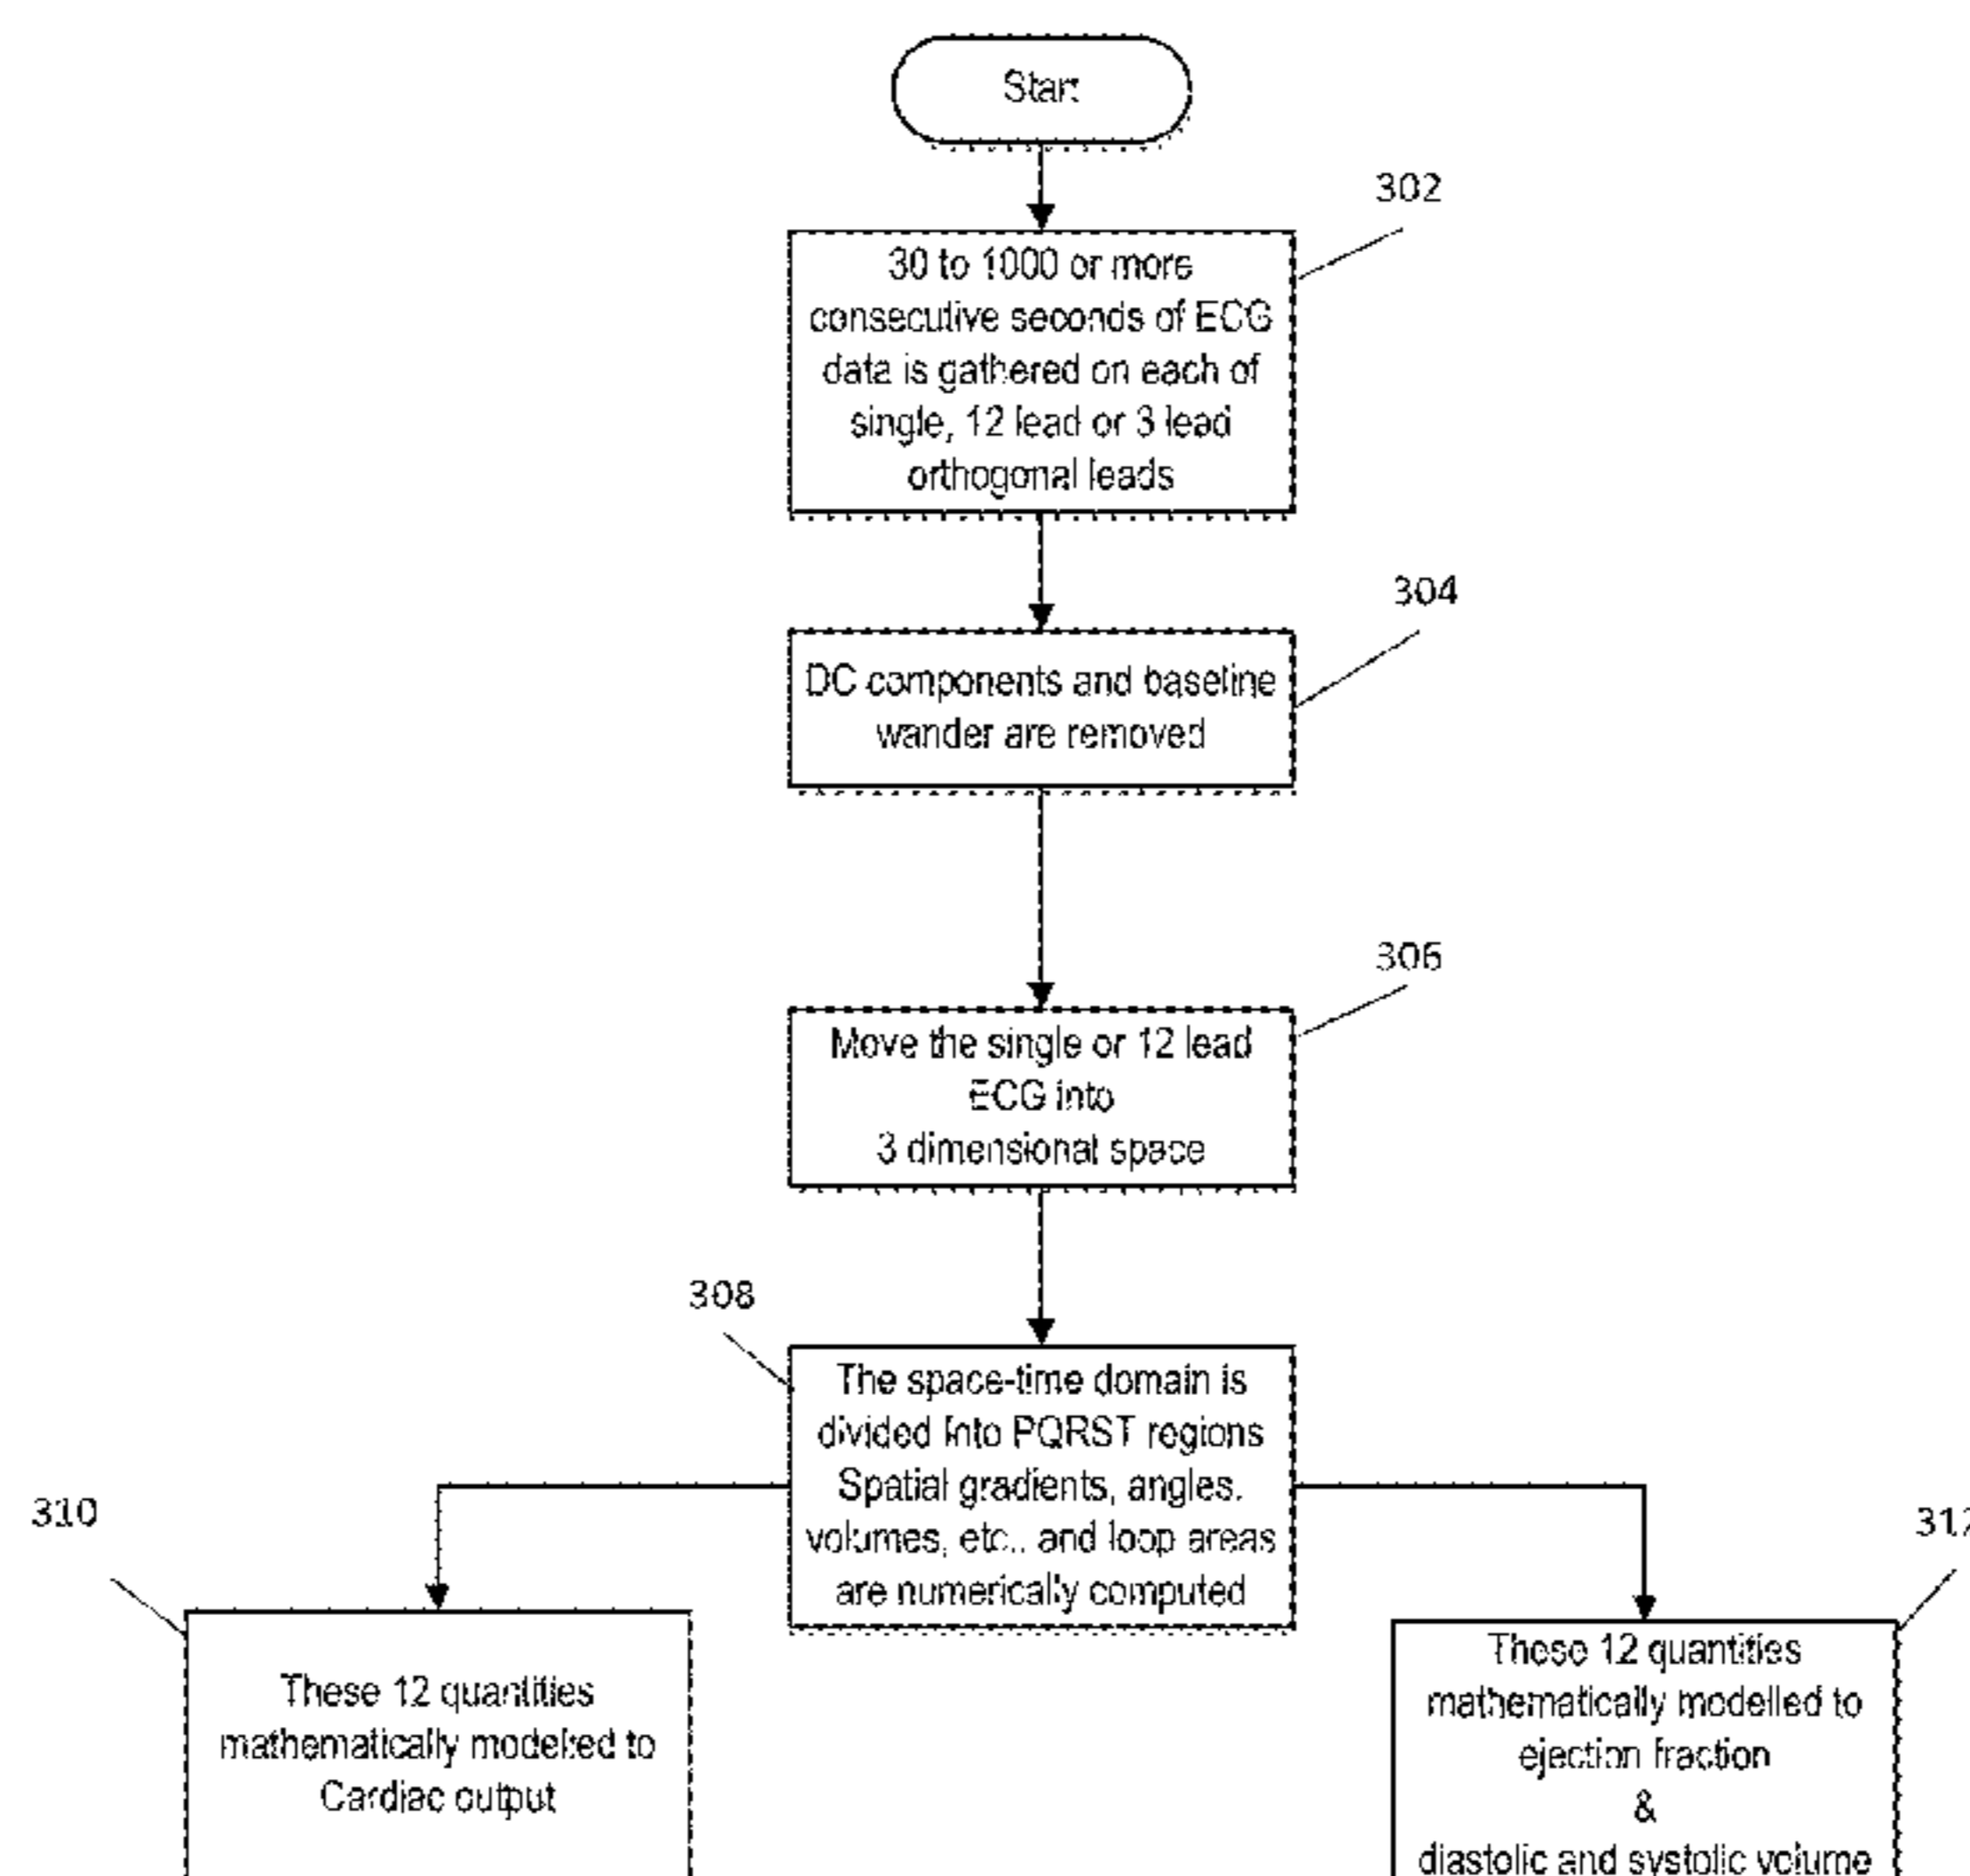 Start
302
30 to 1000 or more
consecutive seconds of ECG
data is gathered on each of
single, 12 lead or 3 lead
orthogonal leads
304
DC components and baseline
wander are removed
306
Move the single or 12 lead
ECG into
3 dimensional space
308
The space-time domain is
divided into PQRST regions
Spatial gradients, angles.
volumes, etc.. and loop areas
are numerically computed
310
These 12 quantities
mathematically modelled to
Cardiac output
312
These 12 quantities
mathematically modelled to
ejection fraction
&
diastolic and systolic volume